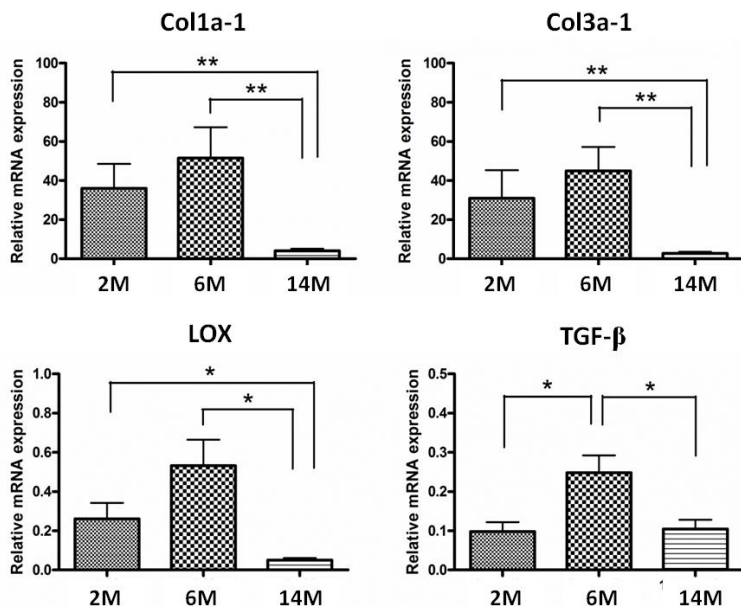 Col1a-1
Relative mRNA expression
100
80
60
40
20
0
**
**
2M
6M
14M
Col3a-1
Relative mRNA expression
100
80
60
40
20
0
**
**
2M
6M
14M
LOX
Relative mRNA expression
1.0
0.8
0.6
0.4
0.2
0.0
*
*
2M
6M
14M
TGF-β
Relative mRNA expression
0.5
0.4
0.3
0.2
0.1
0.0
*
*
2M
6M
14M